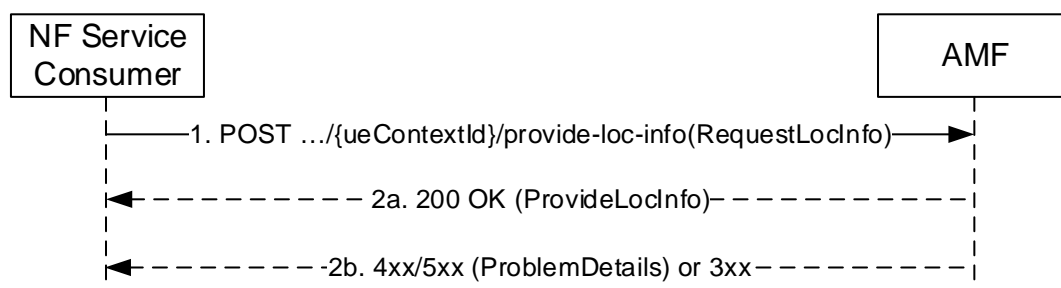 NF Service
Consumer
AMF
1. POST …/{ueContextId}/provide-loc-info(RequestLocInfo)
2a. 200 OK (ProvideLocInfo)
2b. 4xx/5xx (ProblemDetails) or 3xx